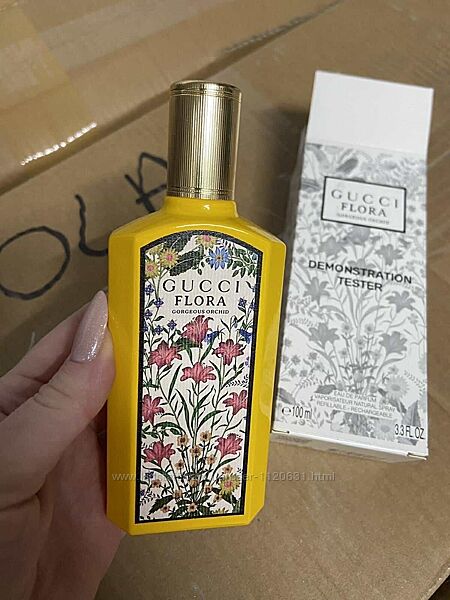 OLA
GUCCI
FLORA
GORGEOUS ORCHID
GUCCI
FLORA
GORGEOUS ORCHID
DEMONSTRATION
TESTER
EAU DE PARFUM
VAPORISATEUR NATURAL SPRAY
REFILLABLE - RECHARGEABLE
e 100 ml
3.3 FL OZ